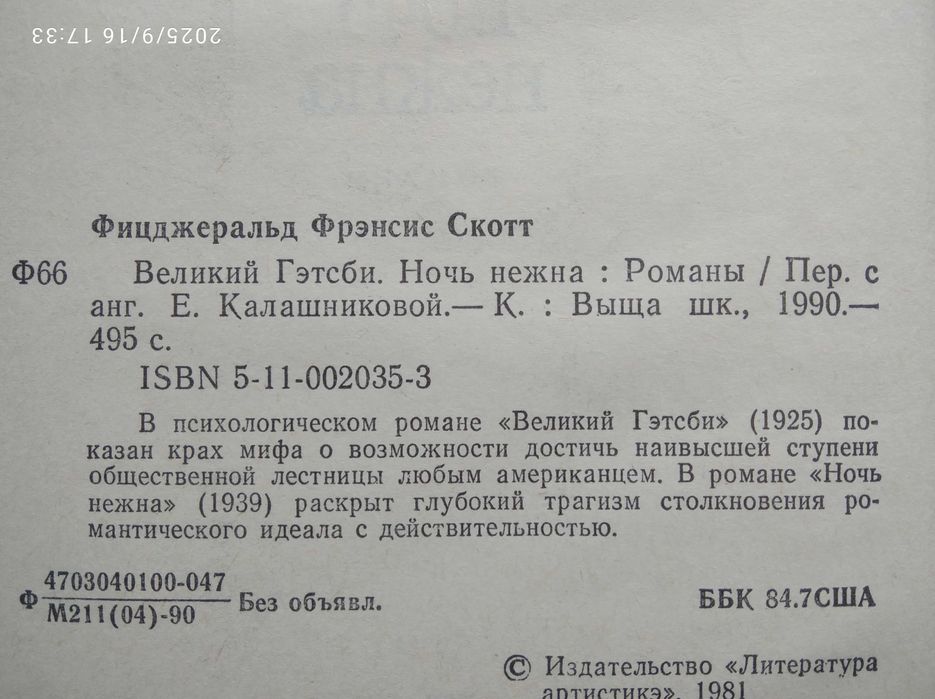 2025/9/16 17:33
Фицджеральд Фрэнсис Скотт
Ф66 Великий Гэтсби. Ночь нежна : Романы / Пер. с
анг. Е. Калашниковой.— К. : Выща шк., 1990.—
495 с.
ISBN 5-11-002035-3
В психологическом романе «Великий Гэтсби» (1925) по-
казан крах мифа о возможности достичь наивысшей ступени
общественной лестницы любым американцем. В романе «Ночь
нежна» (1939) раскрыт глубокий трагизм столкновения ро-
мантического идеала с действительностью.
4703040100-047
Ф Без объявл. ББК 84.7США
М211(04)-90
© Издательство «Литература
артистикэ», 1981